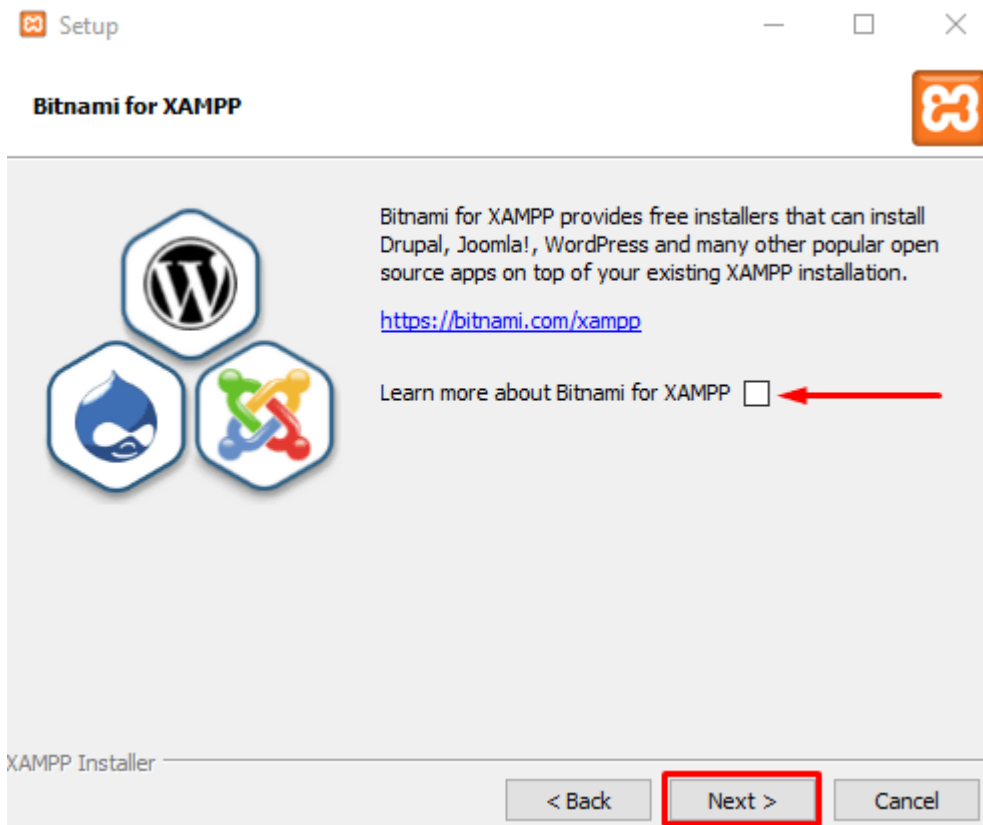 Setup
Bitnami for XAMPP
Bitnami for XAMPP provides free installers that can install
Drupal, Joomla!, WordPress and many other popular open
source apps on top of your existing XAMPP installation.
https://bitnami.com/xampp
Learn more about Bitnami for XAMPP
XAMPP Installer
< Back
Next >
Cancel